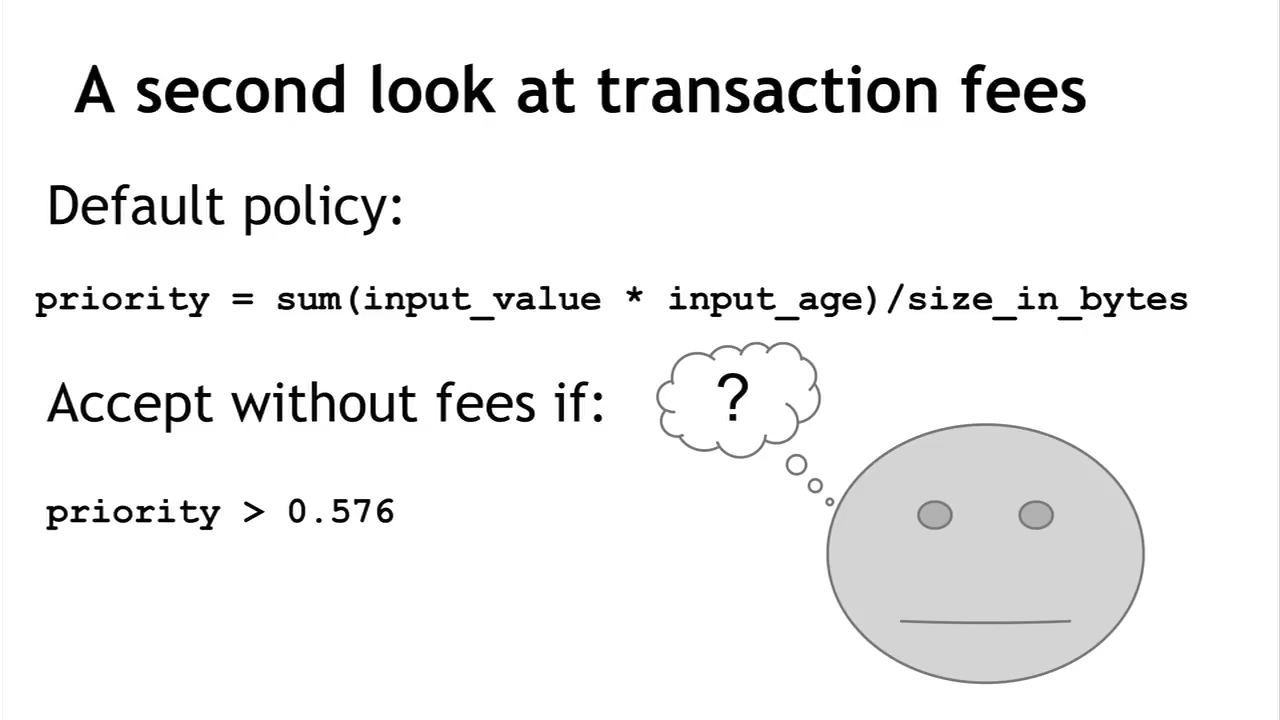 A second look at transaction fees
Default policy:
priority = sum(input_value * input_age)/size_in_bytes
Accept without fees if:
?
priority > 0.576